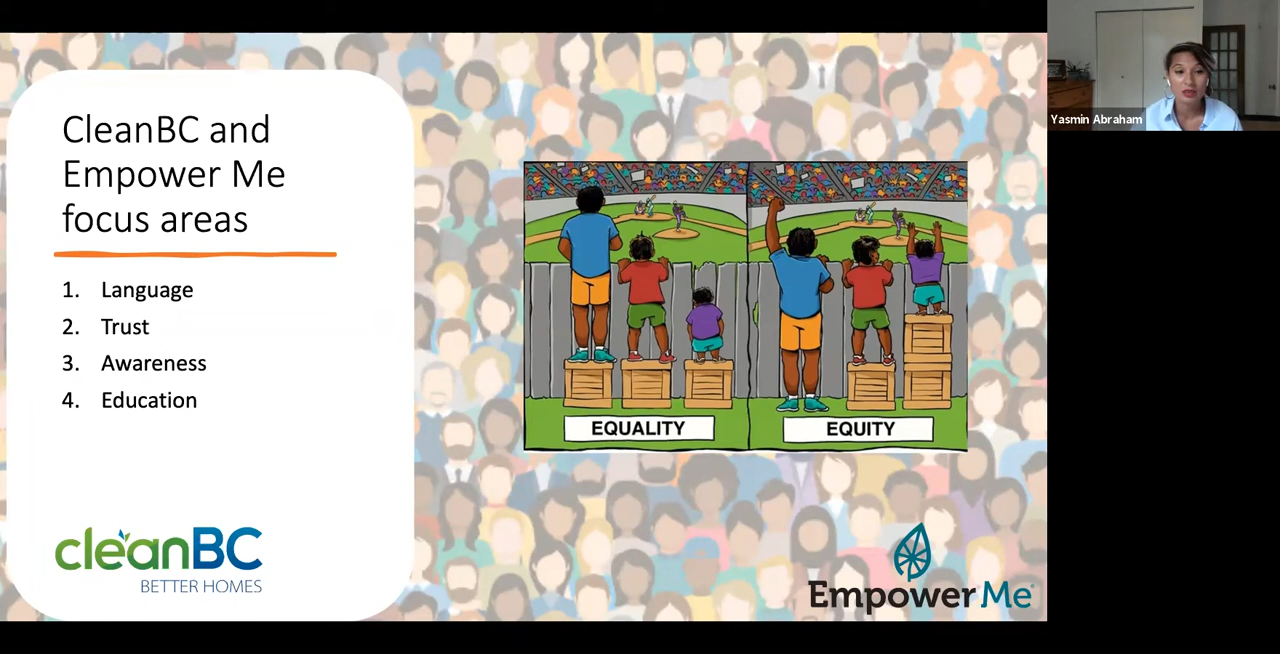 CleanBC and
Empower Me
focus areas
1. Language
2. Trust
3. Awareness
4. Education
cleanBC
BETTER HOMES
EQUALITY
EQUITY
EmpowerMe
Yasmin Abraham